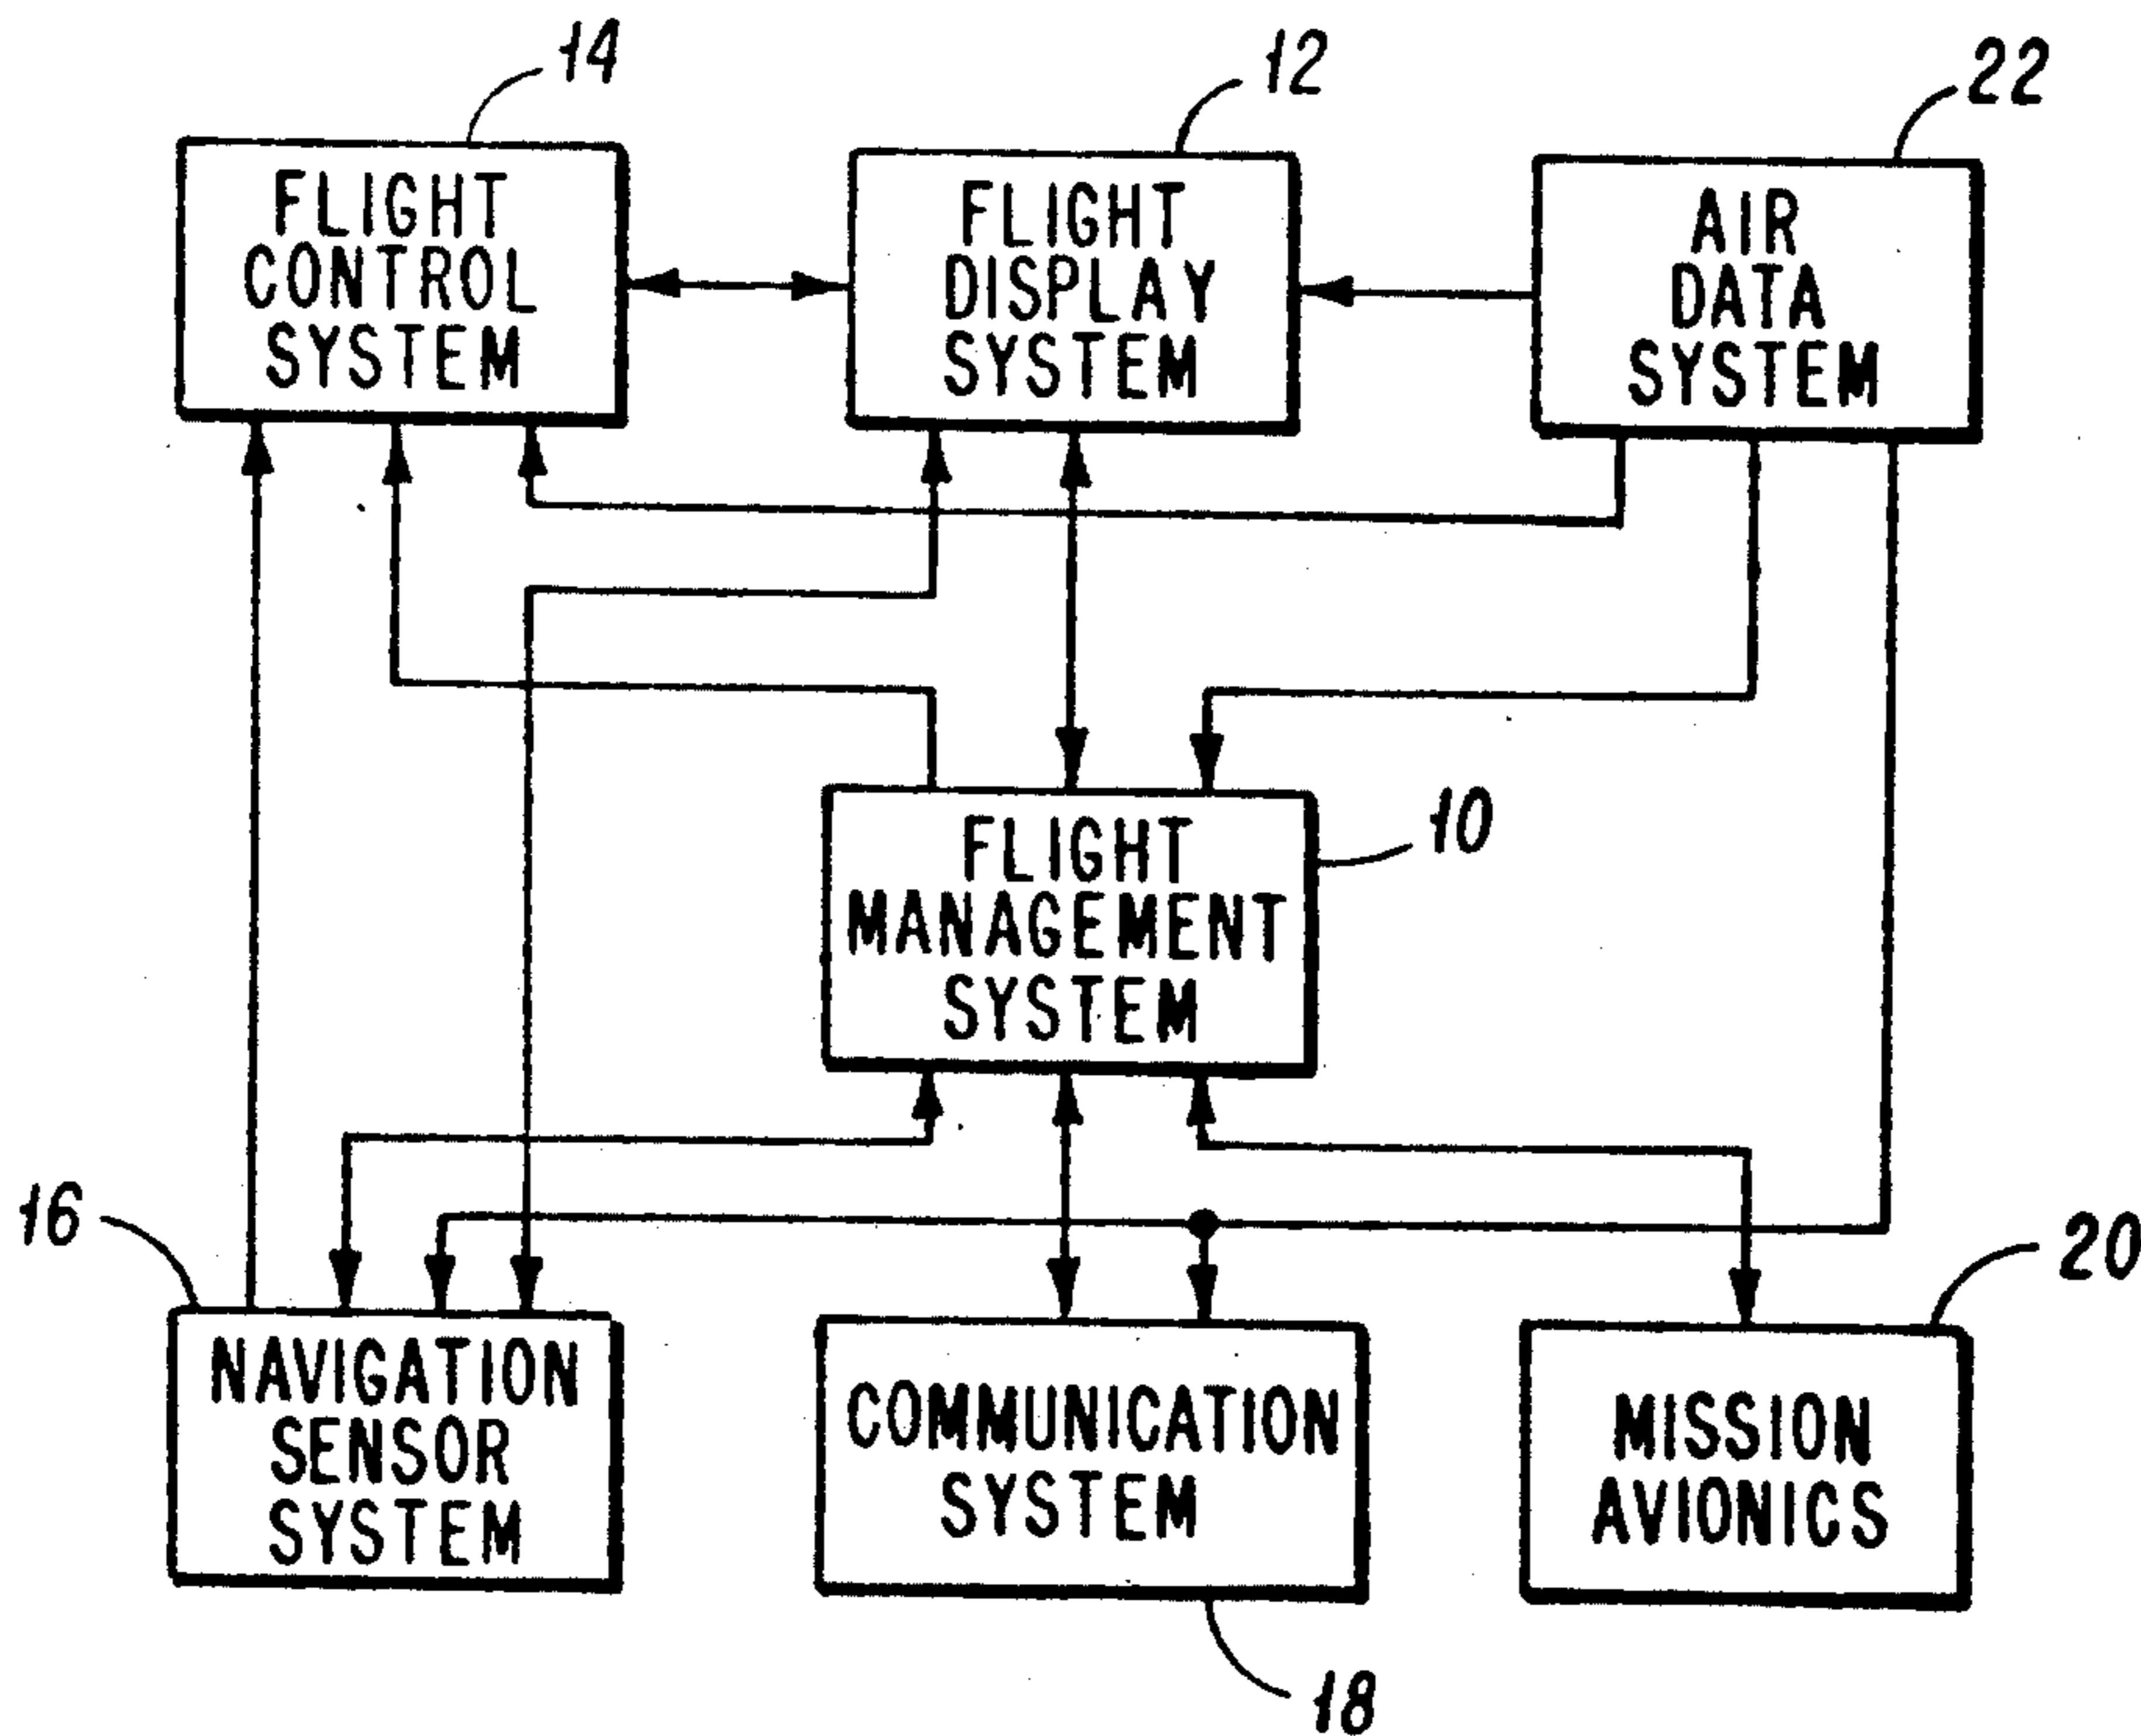 14
12
22
FLIGHT
CONTROL
SYSTEM
FLIGHT
DISPLAY
SYSTEM
AIR
DATA
SYSTEM
10
FLIGHT
MANAGEMENT
SYSTEM
16
20
NAVIGATION
SENSOR
SYSTEM
COMMUNICATION
SYSTEM
MISSION
AVIONICS
18